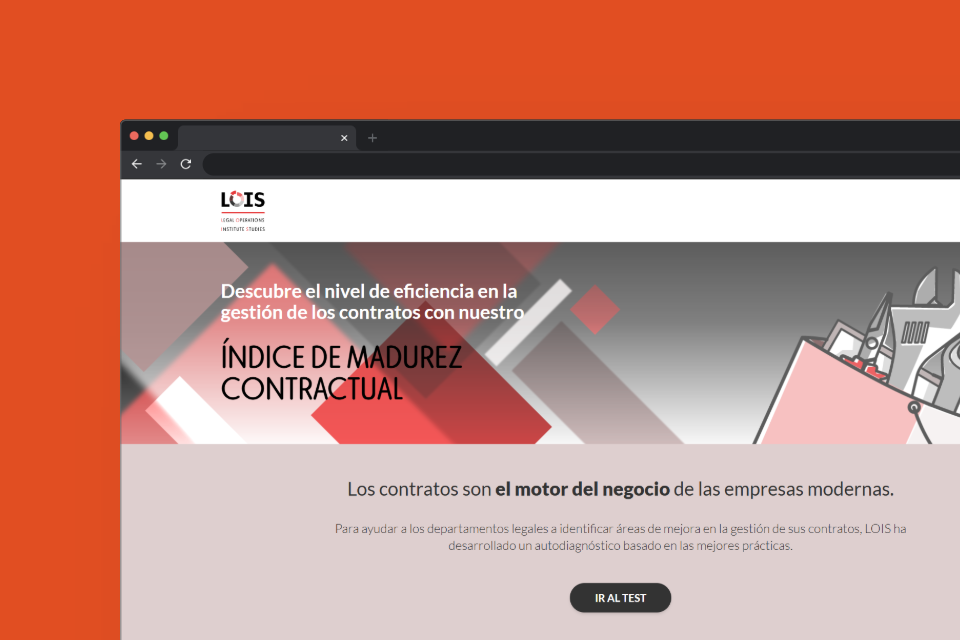 LOIS
LEGAL OPERATIONS
INSTITUTE STUDIES
Descubre el nivel de eficiencia en la
gestión de los contratos con nuestro
ÍNDICE DE MADUREZ
CONTRACTUAL
Los contratos son el motor del negocio de las empresas modernas.
Para ayudar a los departamentos legales a identificar áreas de mejora en la gestión de sus contratos, LOIS ha
desarrollado un autodiagnóstico basado en las mejores prácticas.
IR AL TEST